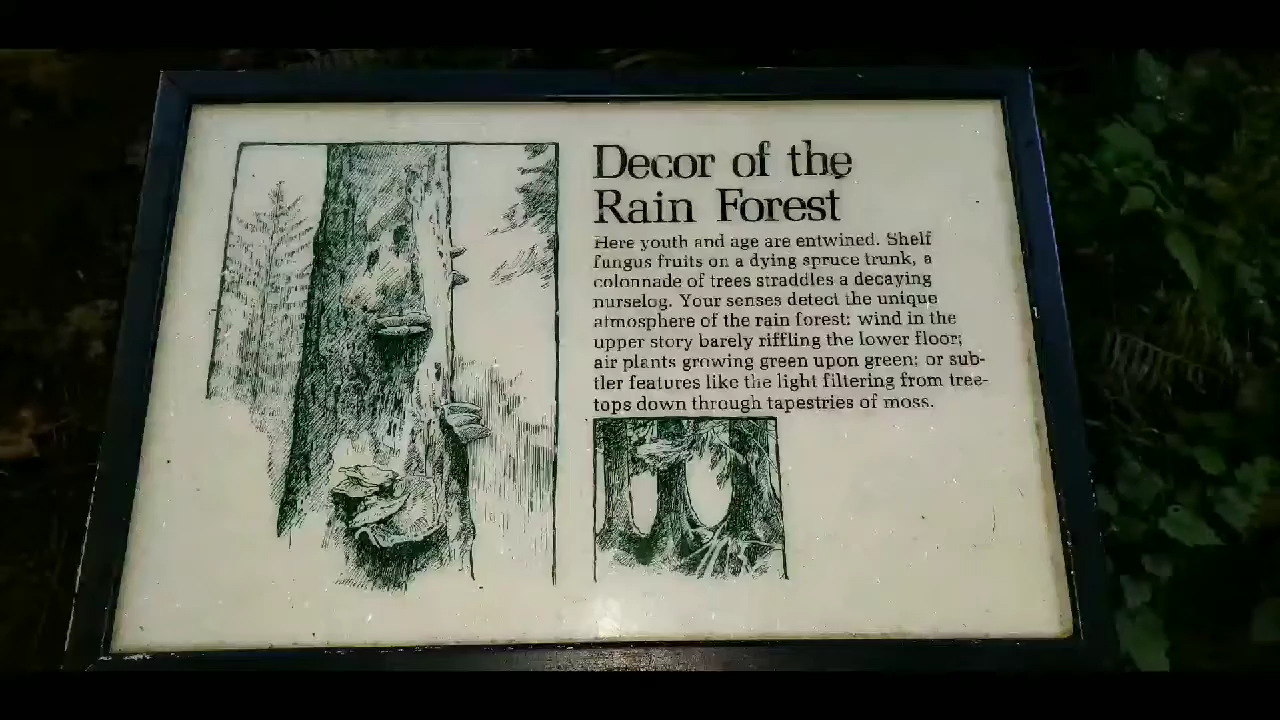 Decor of the
Rain Forest
Here youth and age are entwined. Shelf
fungus fruits on a dying spruce trunk, a
colonnade of trees straddles a decaying
nurselog. Your senses detect the unique
atmosphere of the rain forest: wind in the
upper story barely riffling the lower floor;
air plants growing green upon green; or sub-
tler features like the light filtering from tree-
tops down through tapestries of moss.